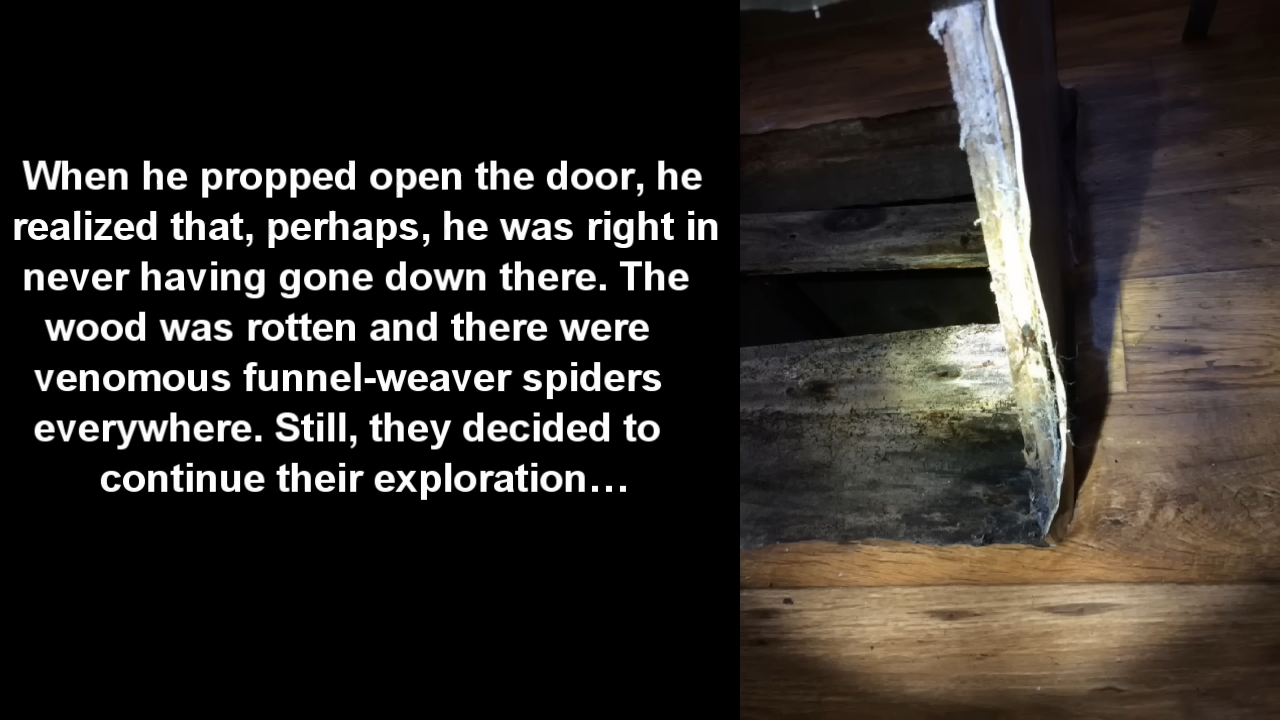 When he propped open the door, he
realized that, perhaps, he was right in
never having gone down there. The
wood was rotten and there were
venomous funnel-weaver spiders
everywhere. Still, they decided to
continue their exploration…